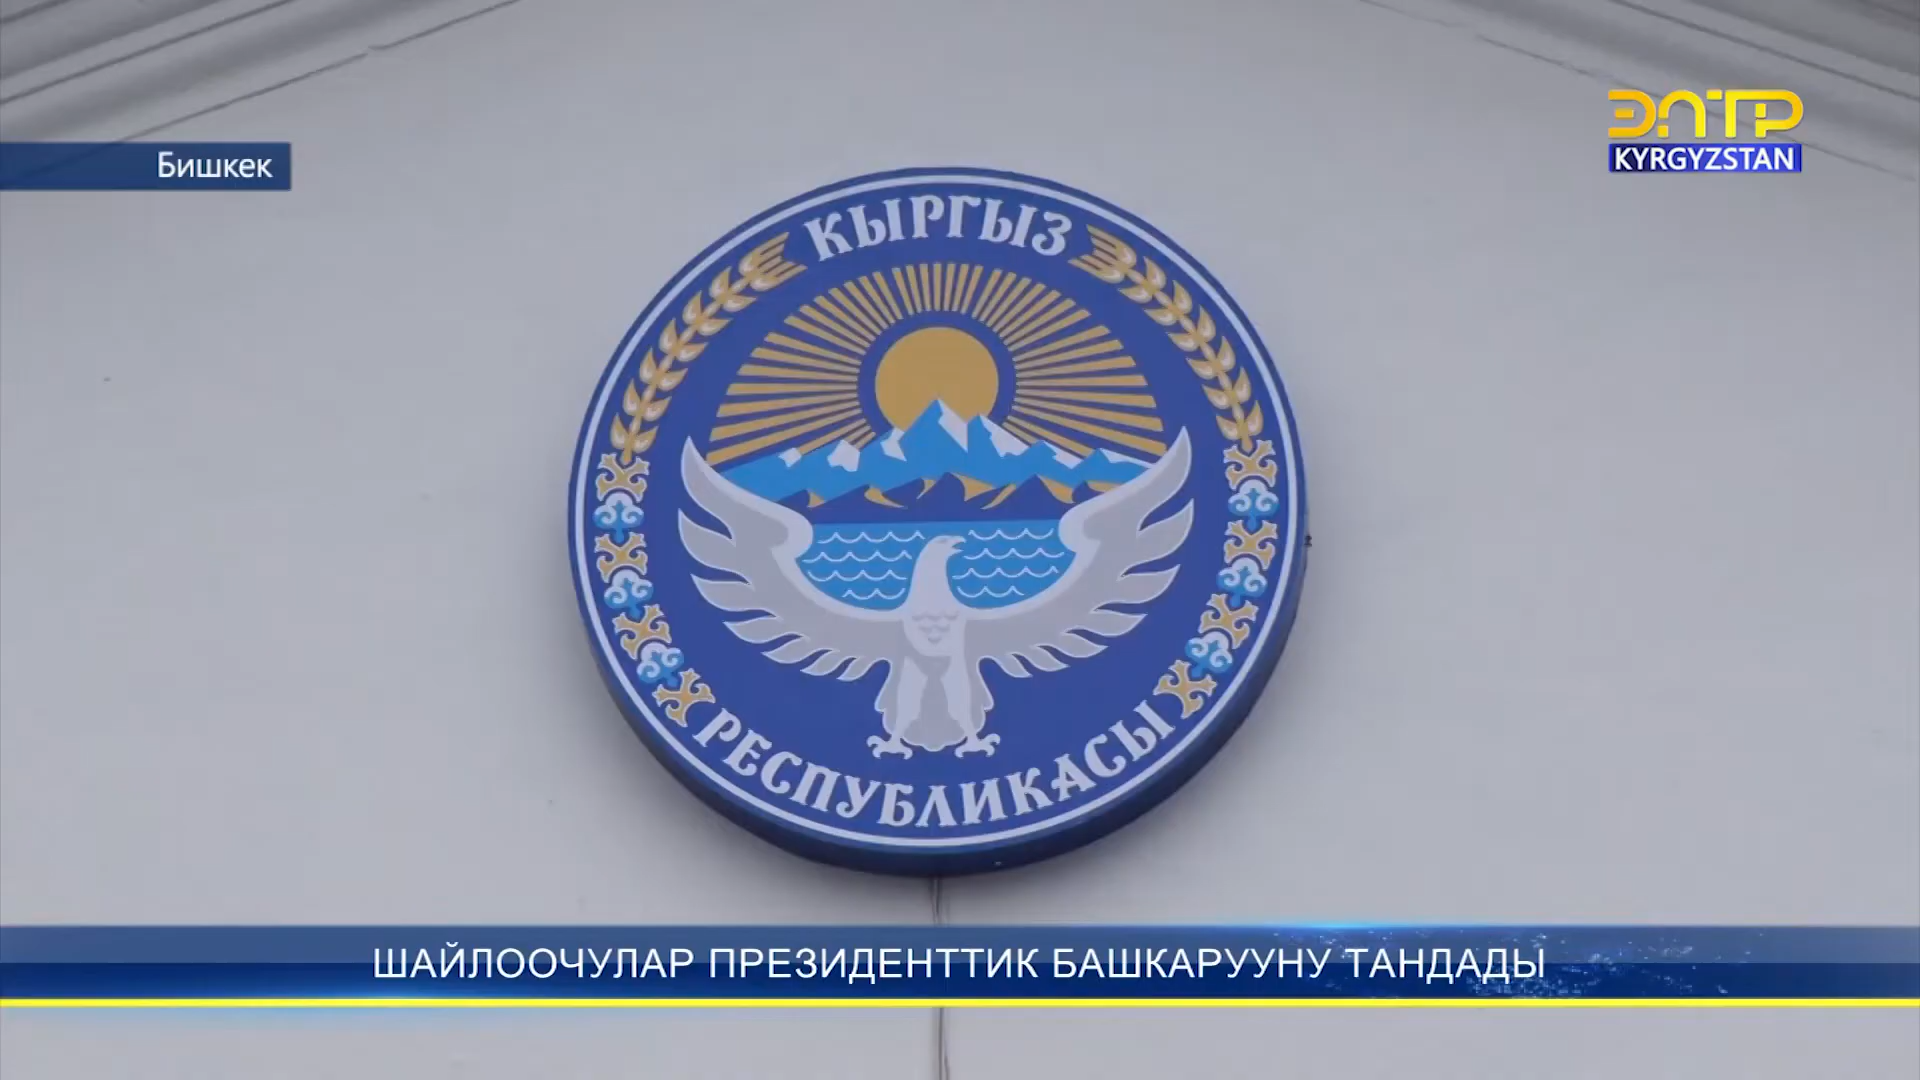 ЭЛТР
KYRGYZSTAN
Бишкек
КЫРГЫЗ
РЕСПУБЛИКАСЫ
ШАЙЛООЧУЛАР ПРЕЗИДЕНТТИК БАШКАРУУНУ ТАНДАДЫ